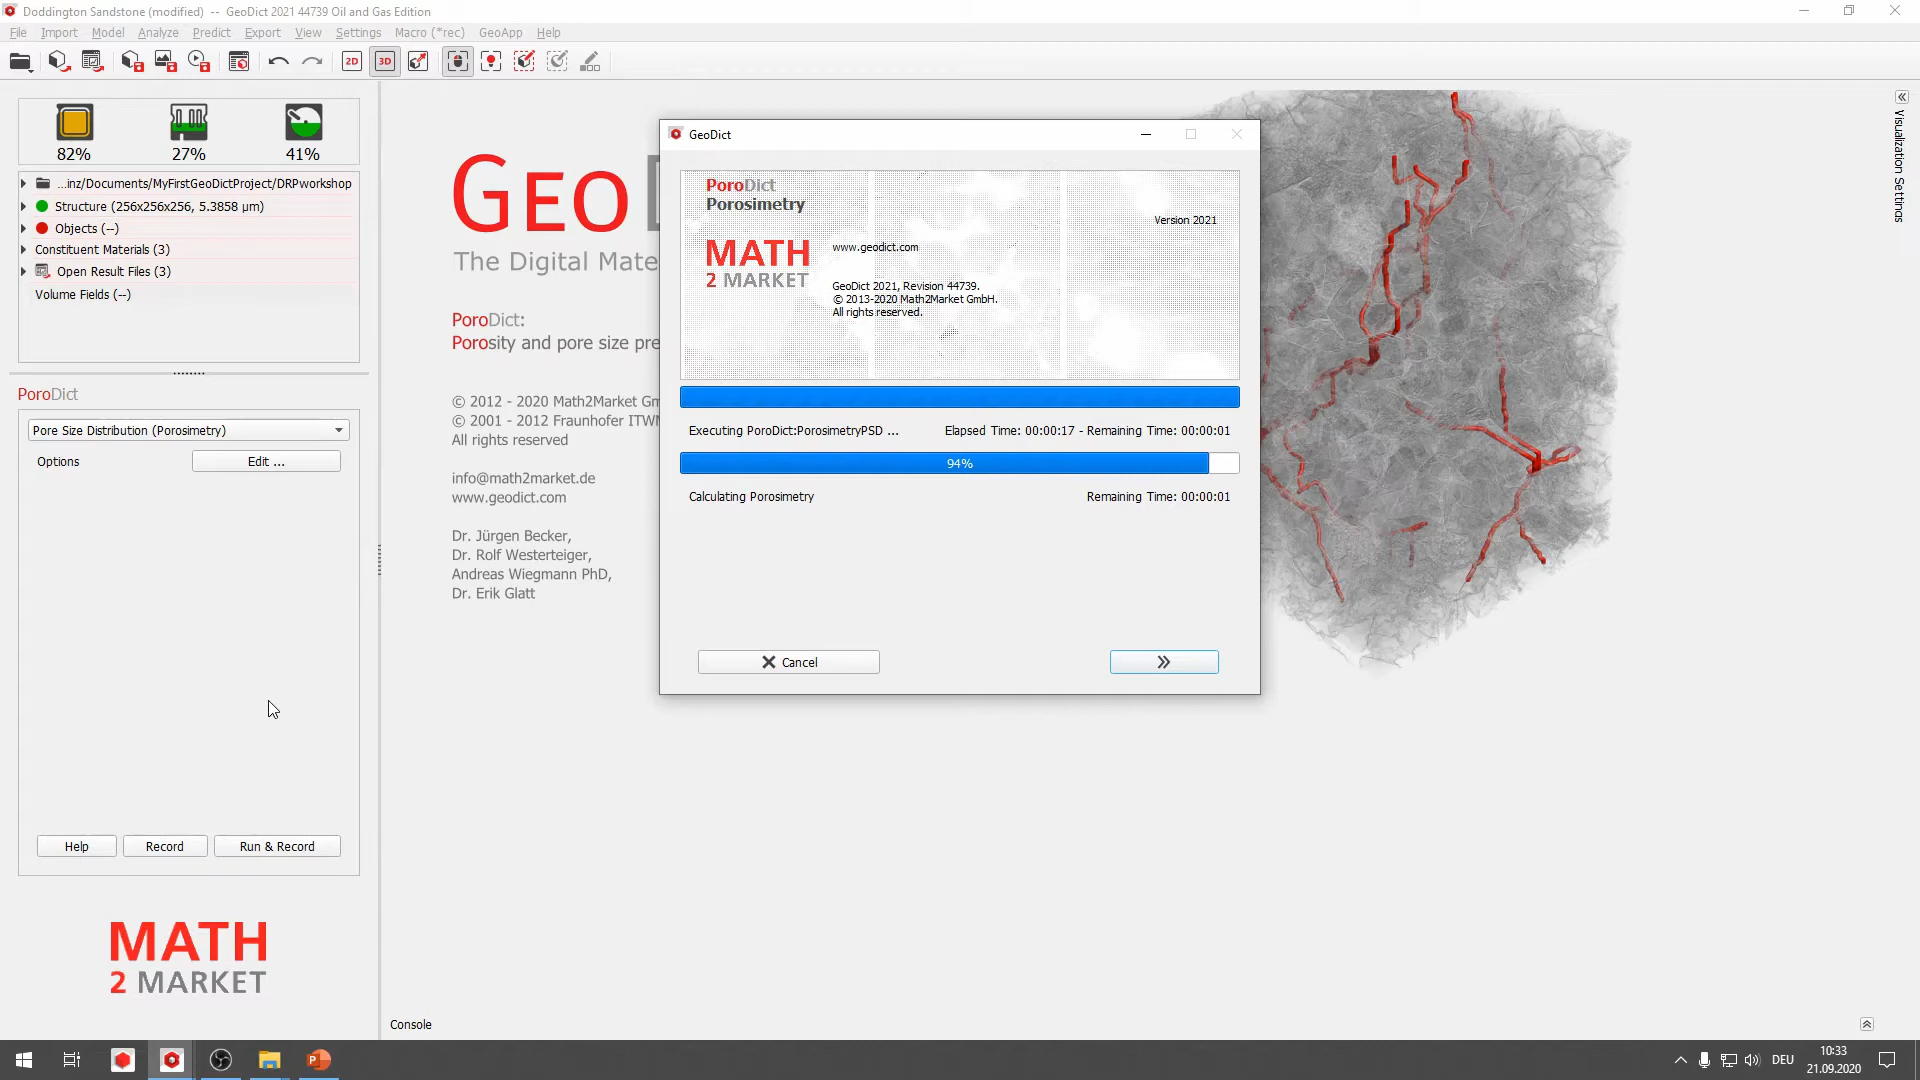 Doddington Sandstone (modified) -- GeoDict 2021 44739 Oil and Gas Edition
File Import Model Analyze Predict Export View Settings Macro (*rec) GeoApp Help
2D 3D
82% 27% 41%
...inz/Documents/MyFirstGeoDictProject/DRPworkshop
Structure (256x256x256, 5.3858 µm)
Objects (--)
Constituent Materials (3)
Open Result Files (3)
Volume Fields (--)
PoroDict
Pore Size Distribution (Porosimetry)
Options Edit ...
Help Record Run & Record
MATH
2 MARKET
GEO
The Digital Mate
PoroDict:
Porosity and pore size pre
© 2012 - 2020 Math2Market Gm
© 2001 - 2012 Fraunhofer ITWM
All rights reserved
info@math2market.de
www.geodict.com
Dr. Jürgen Becker,
Dr. Rolf Westerteiger,
Andreas Wiegmann PhD,
Dr. Erik Glatt
GeoDict
PoroDict
Porosimetry
Version 2021
MATH
2 MARKET
www.geodict.com
GeoDict 2021, Revision 44739.
© 2013-2020 Math2Market GmbH.
All rights reserved.
Executing PoroDict:PorosimetryPSD ... Elapsed Time: 00:00:17 - Remaining Time: 00:00:01
94%
Calculating Porosimetry Remaining Time: 00:00:01
Cancel
Visualization Settings
Console
DEU
10:33
21.09.2020